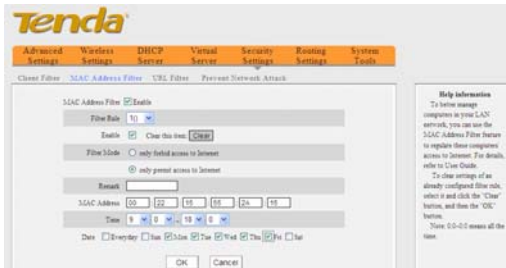 Tenda
Advanced Settings Wireless Settings DHCP Server Virtual Server Security Settings Routing Settings System Tools
Client Filter MAC Address Filter URL Filter Prevent Network Attack
MAC Address Filter Enable
Filter Rule 1()
Enable Clear this item: Clear
Filter Mode only forbid access to Internet
only permit access to Internet
Remark
MAC Address 00 : 22 : 15 : 55 : 2A : 15
Time 9 : 0 ~ 18 : 0
Date Everyday Sun Mon Tue Wed Thu Fri Sat
OK Cancel
Help information
To better manage
computers in your LAN
network, you can use the
MAC Address Filter feature
to regulate these computers'
access to Internet. For details,
refer to User Guide.
To clear settings of an
already configured filter rule,
select it and click the "Clear"
button, and then the "OK"
button.
Note: 0:0~0:0 means all the
time.